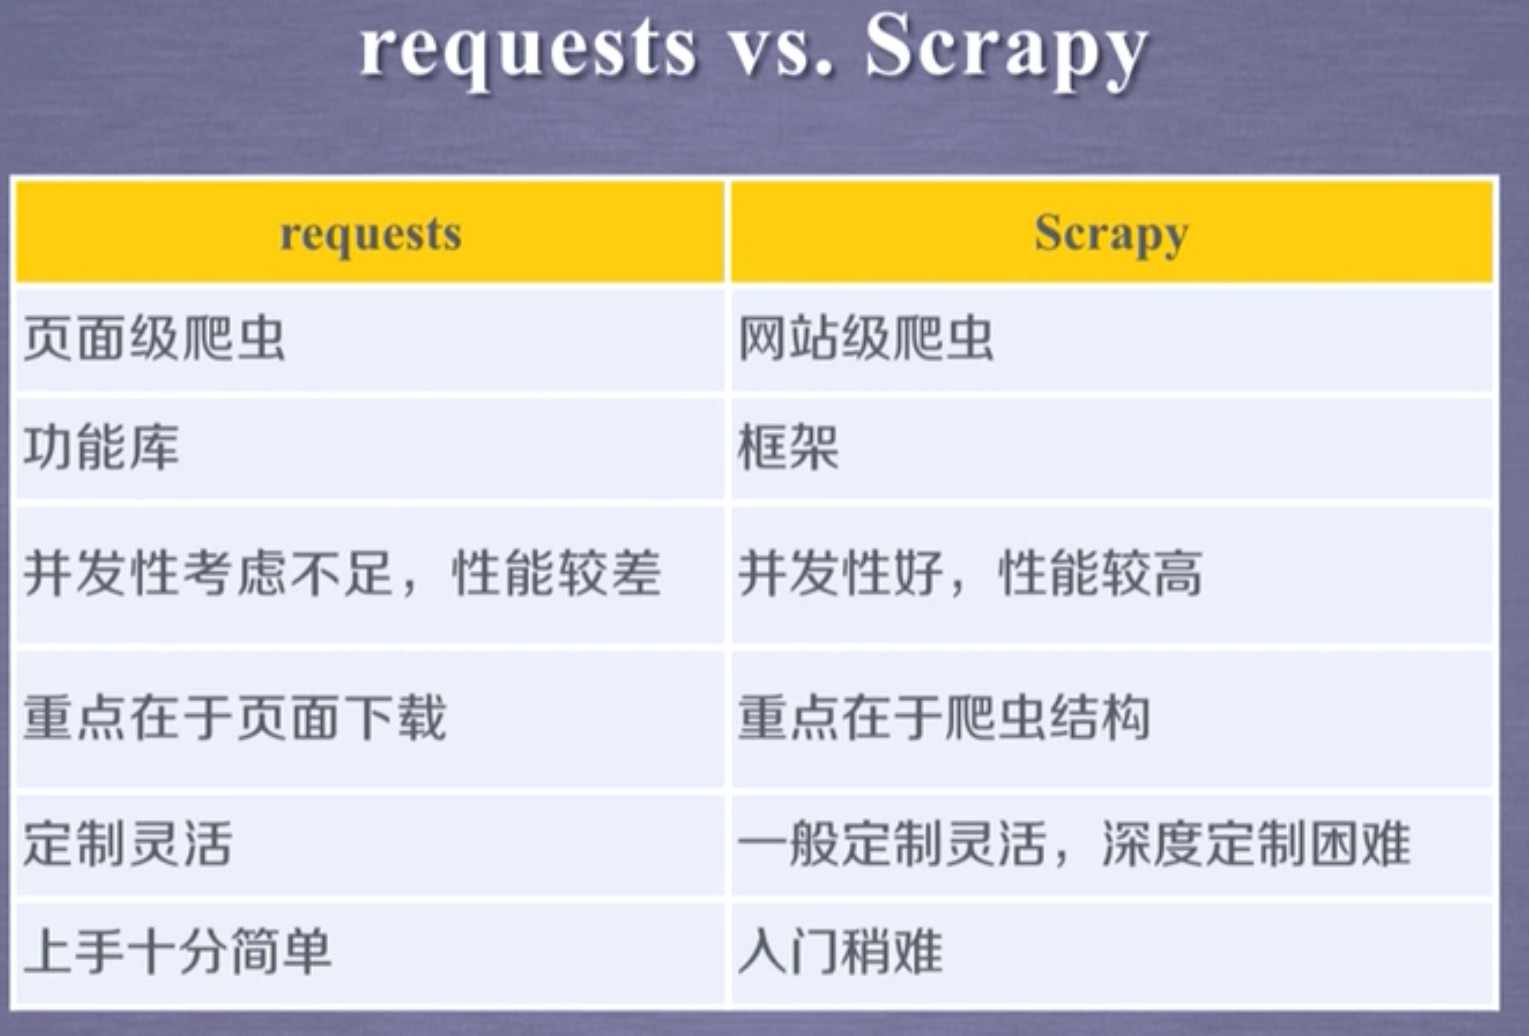 requests vs. Scrapy
requests
Scrapy
页面级爬虫
网站级爬虫
功能库
框架
并发性考虑不足，性能较差
并发性好，性能较高
重点在于页面下载
重点在于爬虫结构
定制灵活
一般定制灵活，深度定制困难
上手十分简单
入门稍难